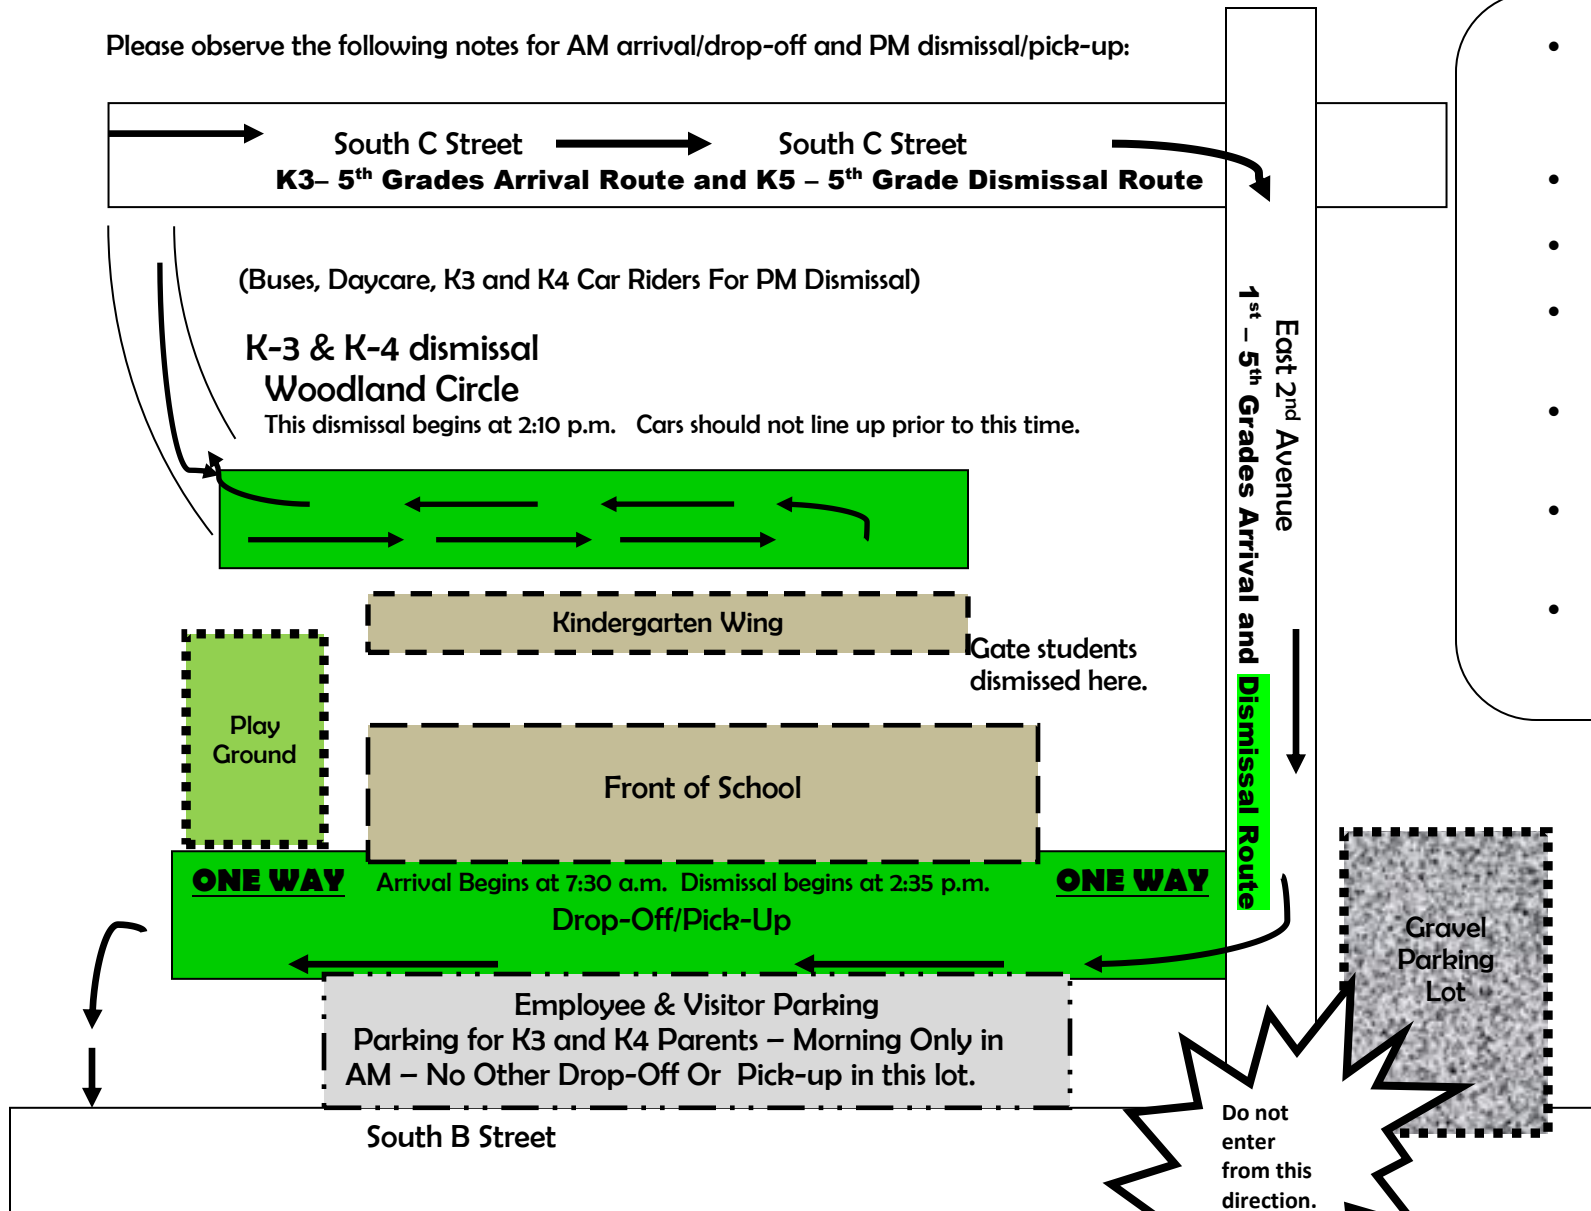 Please observe the following notes for AM arrival/drop-off and PM dismissal/pick-up:
South C Street South C Street
K3– 5th Grades Arrival Route and K5 – 5th Grade Dismissal Route
(Buses, Daycare, K3 and K4 Car Riders For PM Dismissal)
K-3 & K-4 dismissal
Woodland Circle
This dismissal begins at 2:10 p.m. Cars should not line up prior to this time.
East 2nd Avenue
1st – 5th Grades Arrival and Dismissal Route
Kindergarten Wing
Gate students
dismissed here.
Play
Ground
Front of School
ONE WAY Arrival Begins at 7:30 a.m. Dismissal begins at 2:35 p.m. ONE WAY
Drop-Off/Pick-Up
Gravel
Parking
Lot
Employee & Visitor Parking
Parking for K3 and K4 Parents – Morning Only in
AM – No Other Drop-Off Or Pick-up in this lot.
South B Street
Do not
enter
from this
direction.